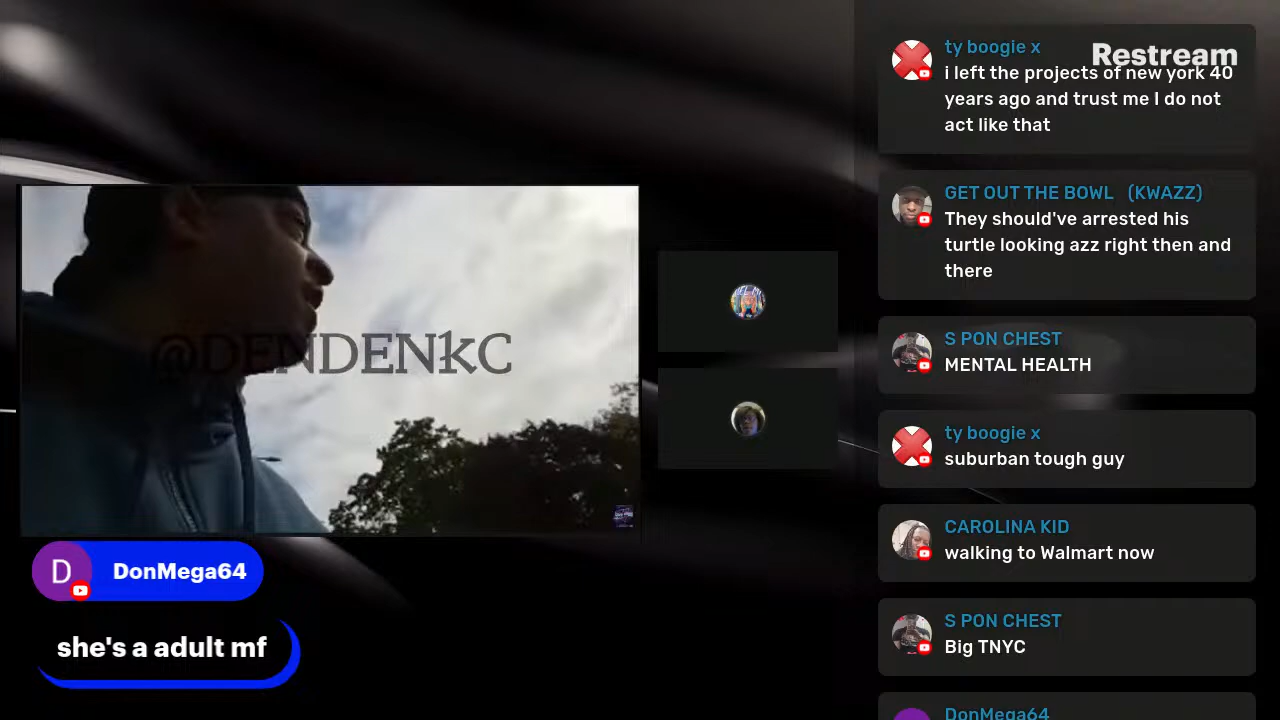 @DENDENkC
D
DonMega64
she's a adult mf
Restream
ty boogie x
i left the projects of new york 40
years ago and trust me I do not
act like that
GET OUT THE BOWL (KWAZZ)
They should've arrested his
turtle looking azz right then and
there
S PON CHEST
MENTAL HEALTH
ty boogie x
suburban tough guy
CAROLINA KID
walking to Walmart now
S PON CHEST
Big TNYC
DonMega64